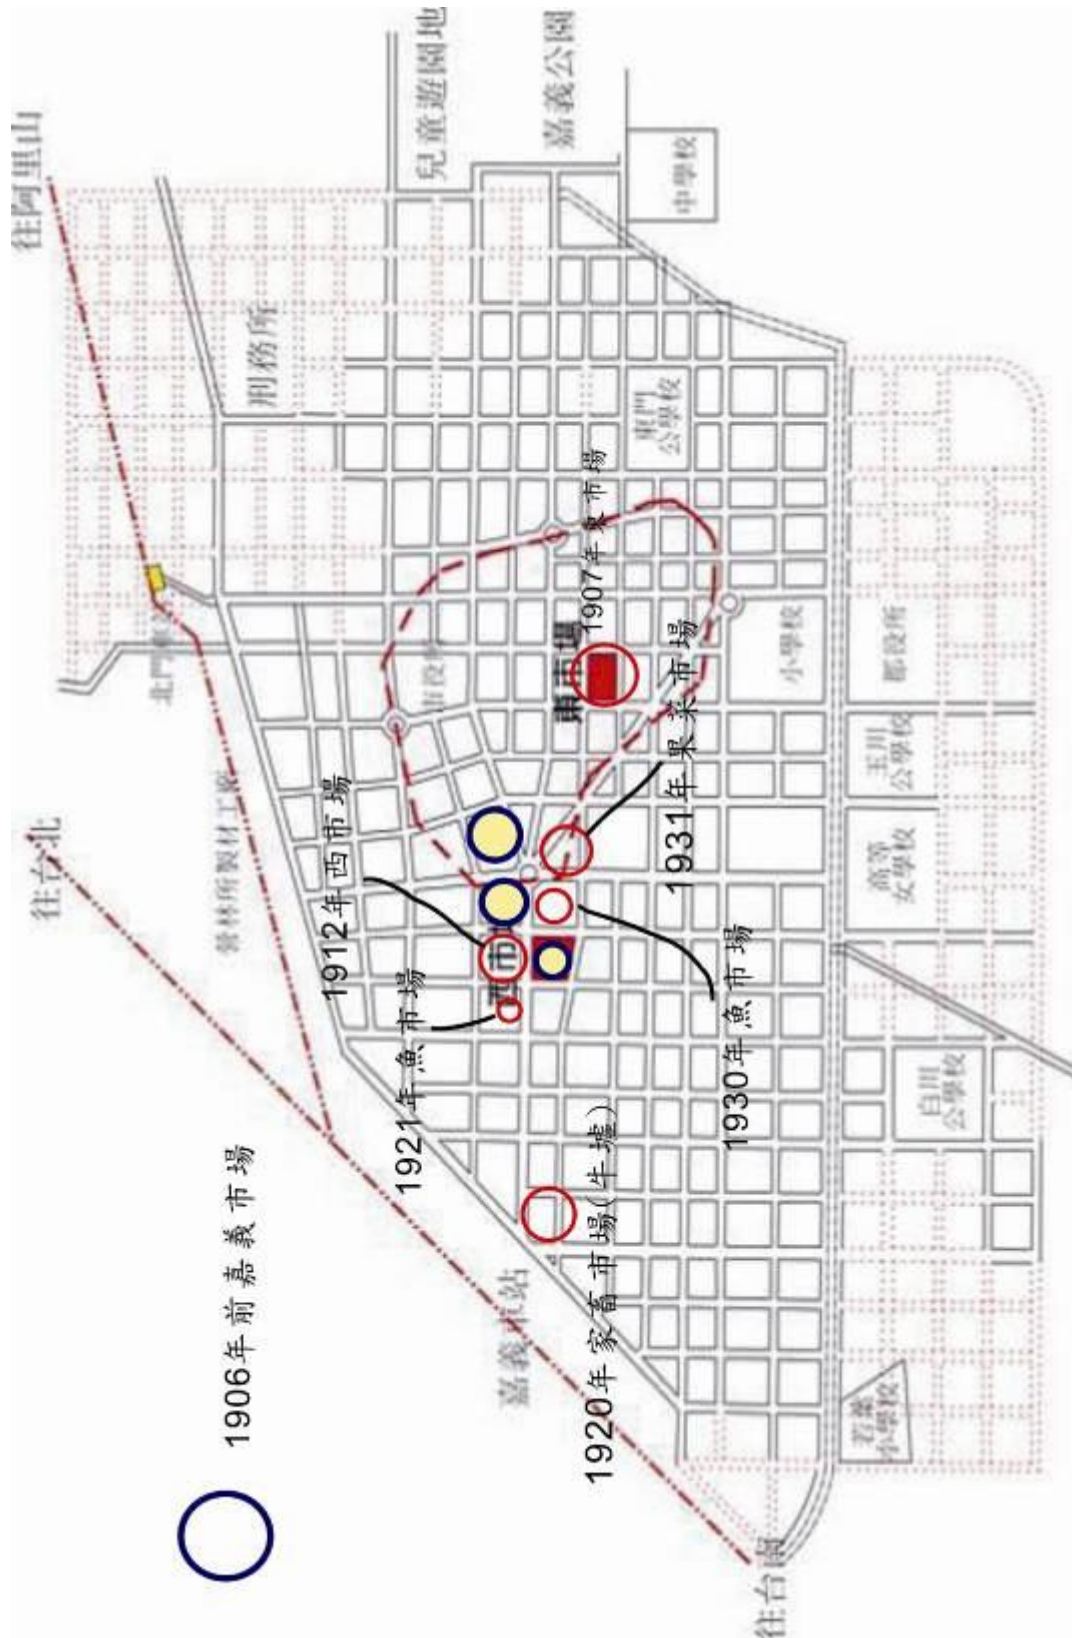 往阿里山
往台北
營林所製材工廠
1906年前嘉義市場
刑務所
1912年西市場
1921年魚市場
兒童遊園地
市役
嘉義車站
西市
嘉義公園
東市場
1907年東市場
1920年家畜市場(牛墟)
東門
公學校
1931年果菜市場
中學校
1930年魚市場
往台南
小學校
若葉
小學校
玉川
公學校
郡役所
高等
女學校
白川
公學校